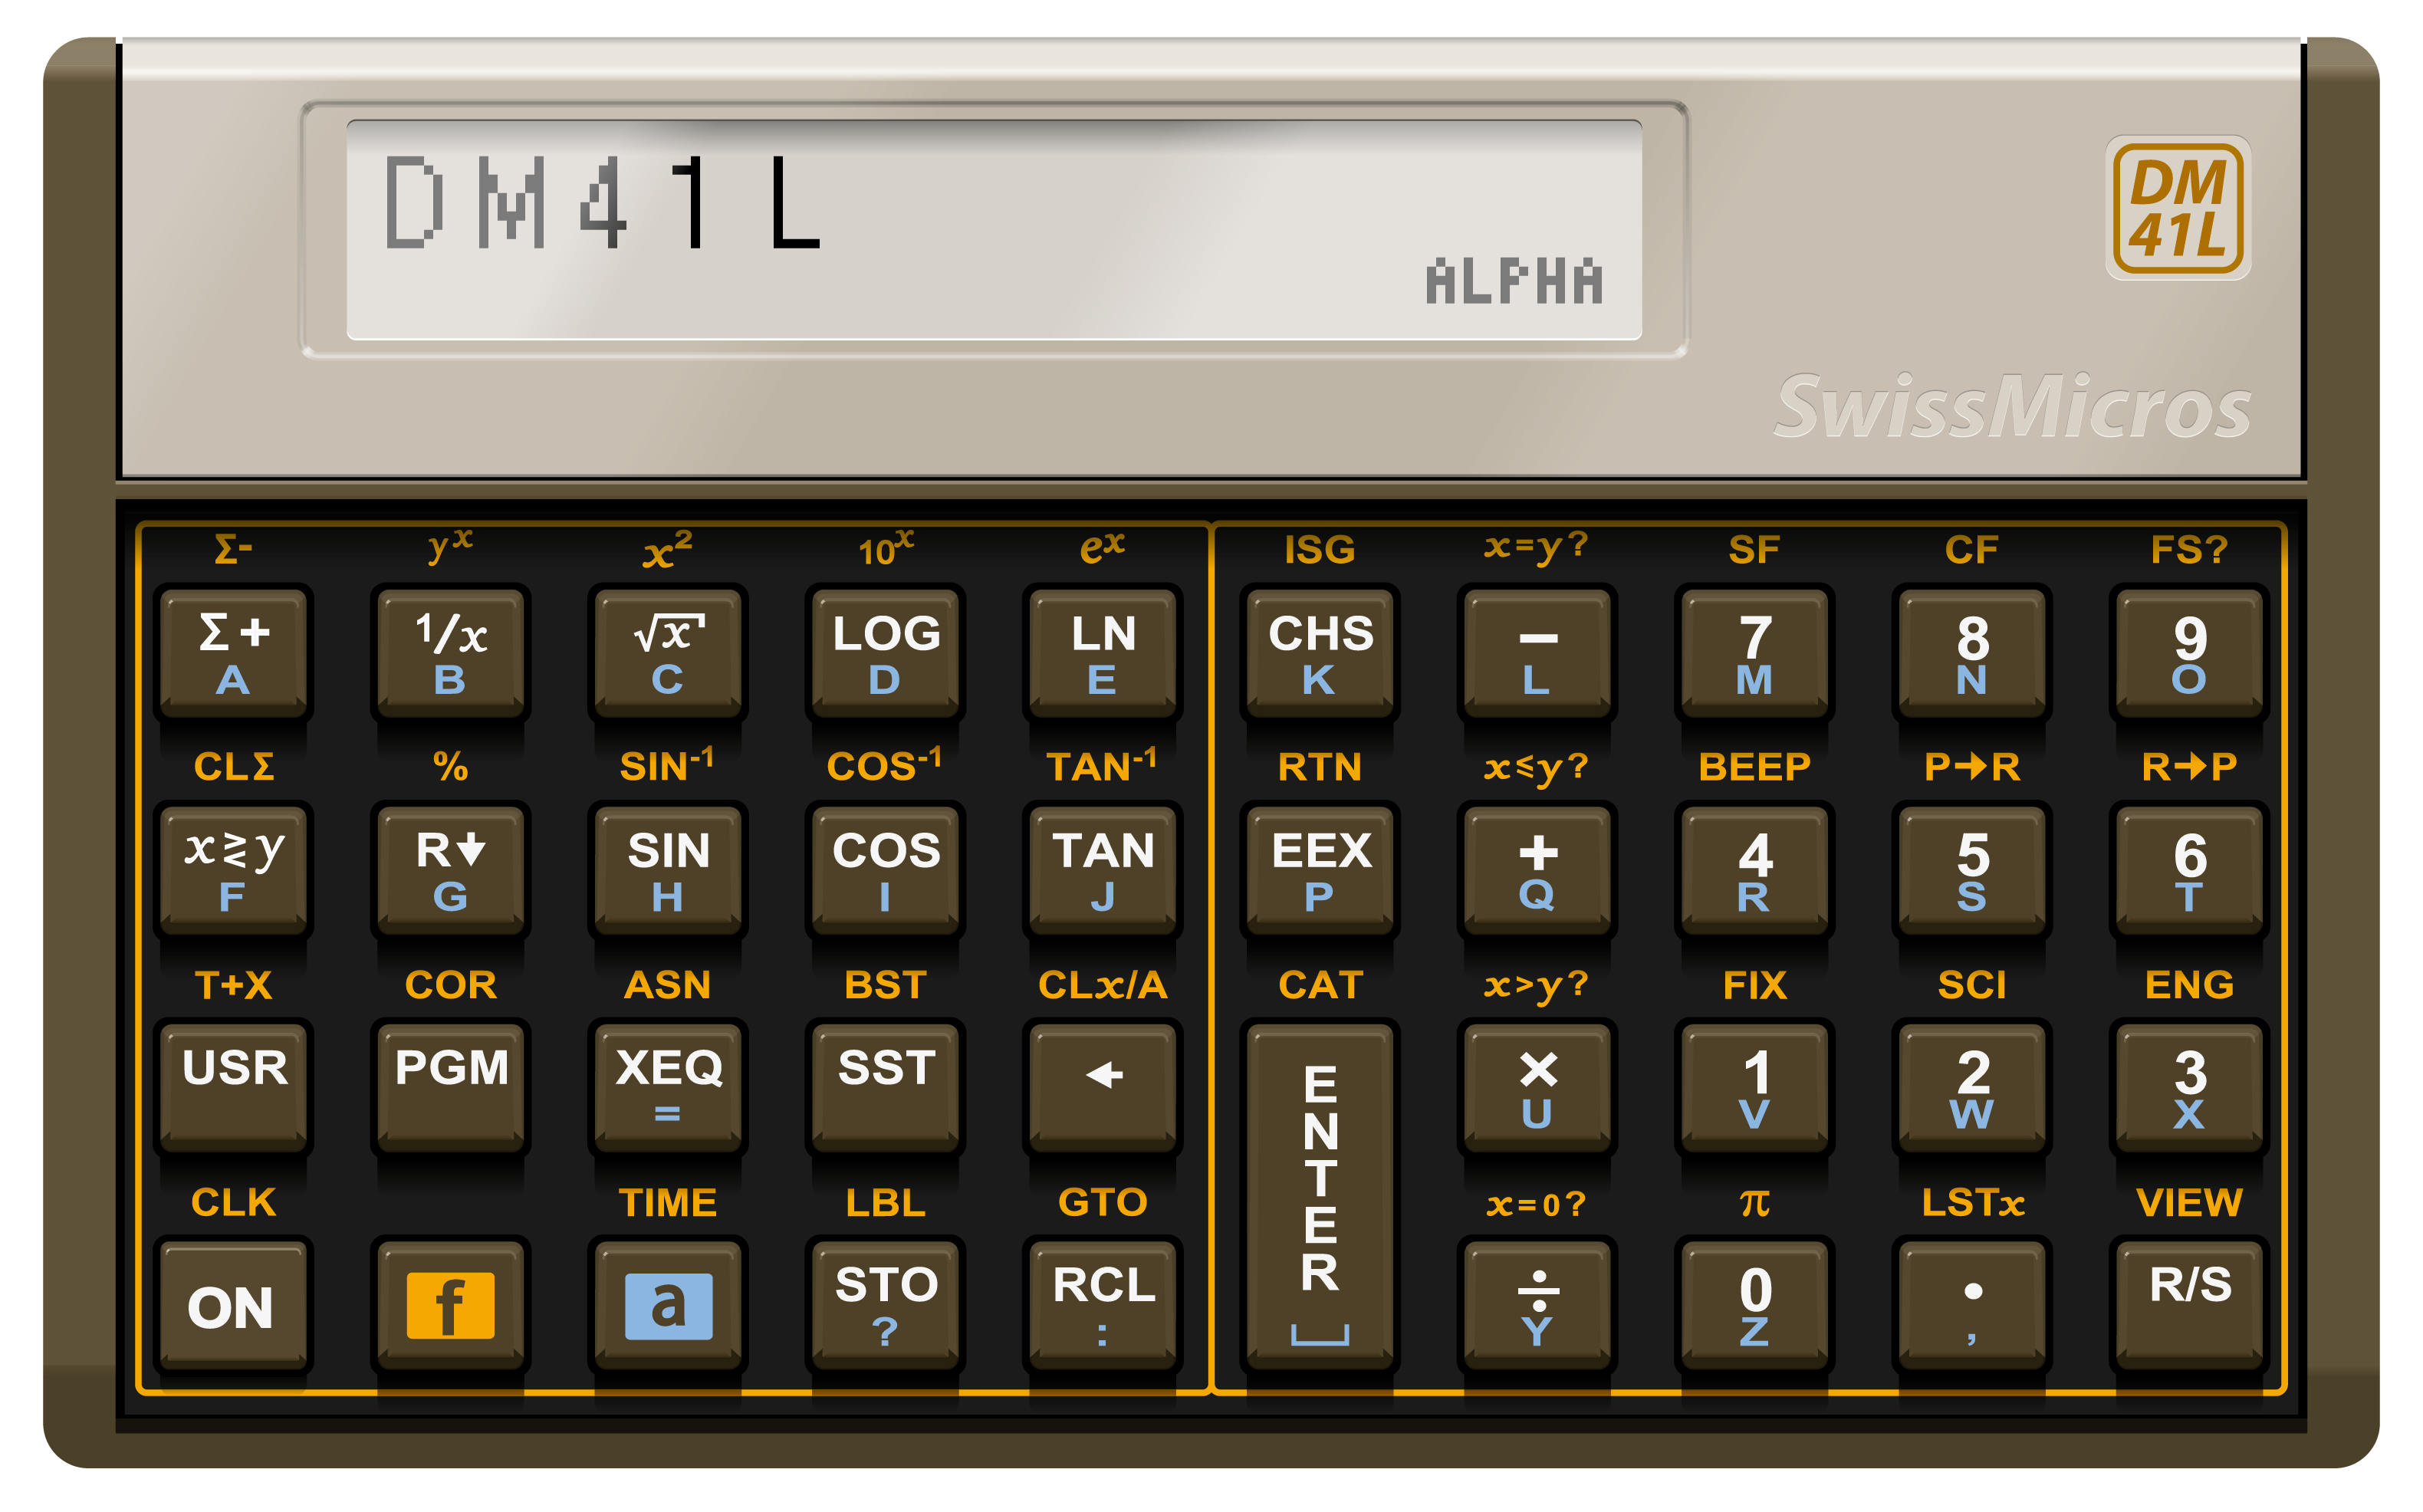 DM41L
ALPHA
DM
41L
SwissMicros
Σ- yˣ x² 10ˣ eˣ ISG x=y? SF CF FS?
Σ+ 1/x √x LOG LN CHS − 7 8 9
A B C D E K L M N O
CLΣ % SIN⁻¹ COS⁻¹ TAN⁻¹ RTN x≤y? BEEP P→R R→P
x≷y R↓ SIN COS TAN EEX + 4 5 6
F G H I J P Q R S T
T+X COR ASN BST CLx/A CAT x>y? FIX SCI ENG
USR PGM XEQ SST ← ENTER × 1 2 3
= U V W X
CLK TIME LBL GTO x=0? π LSTx VIEW
ON f a STO RCL ÷ 0 . R/S
? : ⎵ Y Z ,